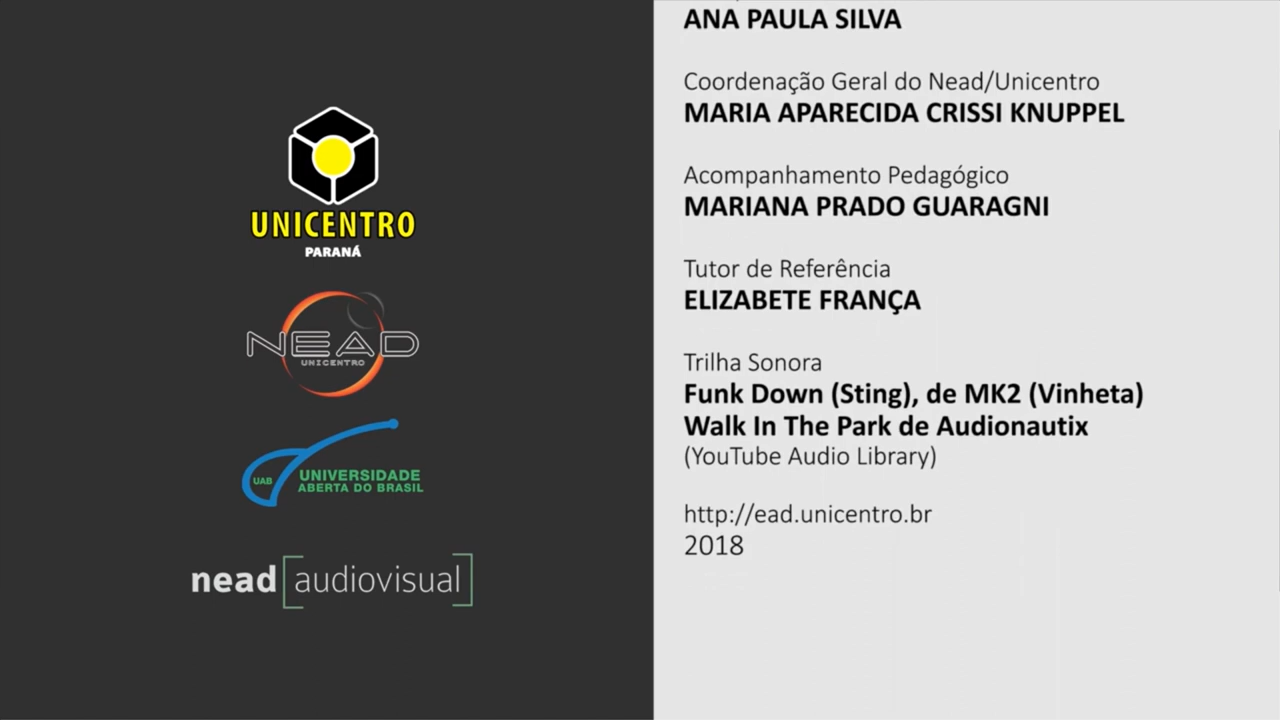 UNICENTRO
PARANÁ
NEAD
UNICENTRO
UAB
UNIVERSIDADE
ABERTA DO BRASIL
nead[audiovisual]
ANA PAULA SILVA
Coordenação Geral do Nead/Unicentro
MARIA APARECIDA CRISSI KNUPPEL
Acompanhamento Pedagógico
MARIANA PRADO GUARAGNI
Tutor de Referência
ELIZABETE FRANÇA
Trilha Sonora
Funk Down (Sting), de MK2 (Vinheta)
Walk In The Park de Audionautix
(YouTube Audio Library)
http://ead.unicentro.br
2018